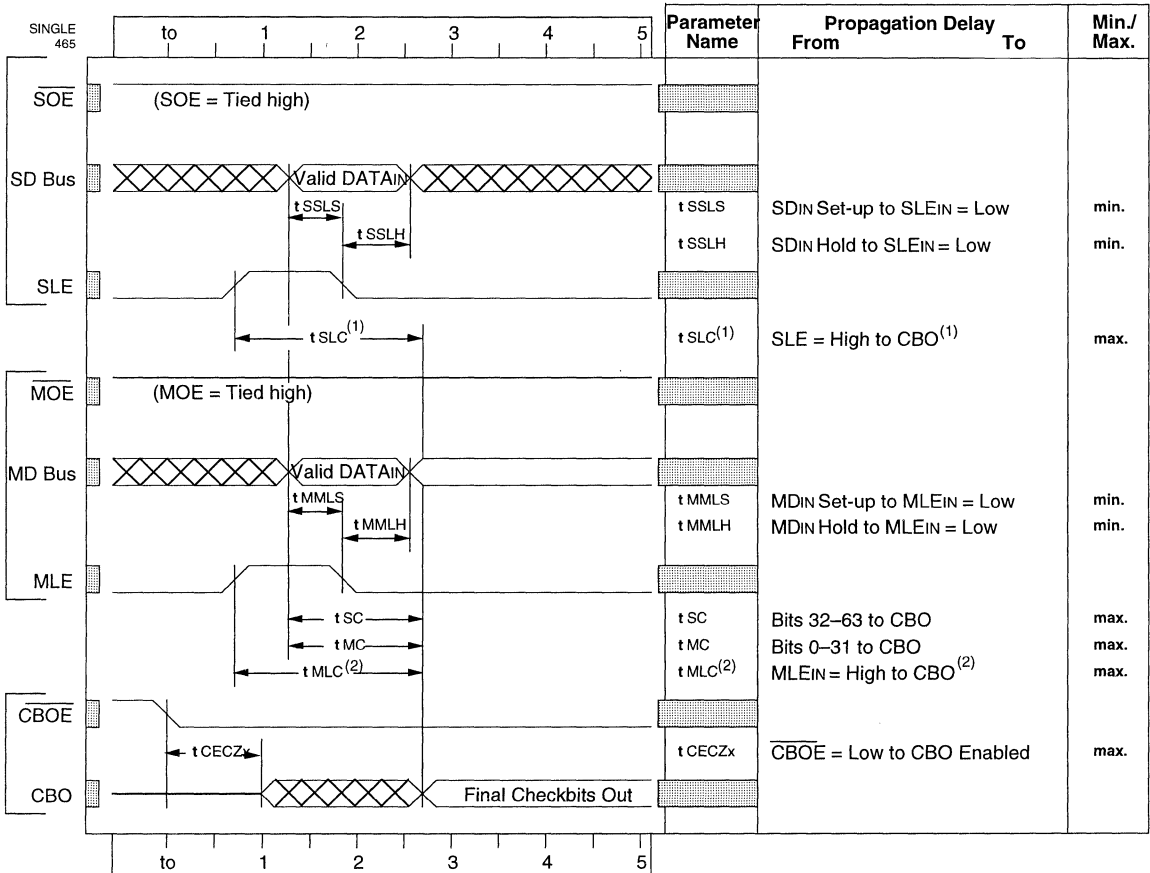 SINGLE
465
to 1 2 3 4 5
Parameter
Name
Propagation Delay
From To
Min./
Max.
SOE (SOE = Tied high)
SD Bus Valid DATAIN
t SSLS t SSLS SDIN Set-up to SLEIN = Low min.
t SSLH t SSLH SDIN Hold to SLEIN = Low min.
SLE
t SLC(1) t SLC(1) SLE = High to CBO(1) max.
MOE (MOE = Tied high)
MD Bus Valid DATAIN
t MMLS t MMLS MDIN Set-up to MLEIN = Low min.
t MMLH t MMLH MDIN Hold to MLEIN = Low min.
MLE
t SC t SC Bits 32–63 to CBO max.
t MC t MC Bits 0–31 to CBO max.
t MLC(2) t MLC(2) MLEIN = High to CBO(2) max.
CBOE
t CECZx t CECZx CBOE = Low to CBO Enabled max.
CBO Final Checkbits Out
to 1 2 3 4 5